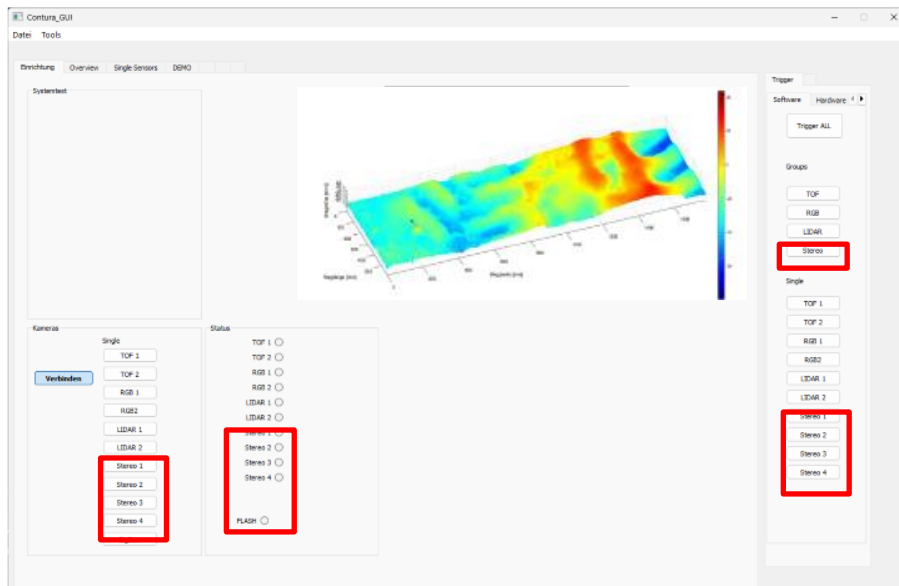 Contura_GUI
Datei Tools
Einrichtung Overview Single Sensors DEMO
Systemtest
Trigger
Software Hardware
Trigger ALL
Groups
TOF
RGB
LIDAR
Stereo
Single
TOF 1
TOF 2
RGB 1
RGB2
LIDAR 1
LIDAR 2
Stereo 1
Stereo 2
Stereo 3
Stereo 4
Kameras
Single
Verbinden
TOF 1
TOF 2
RGB 1
RGB2
LIDAR 1
LIDAR 2
Stereo 1
Stereo 2
Stereo 3
Stereo 4
Status
TOF 1
TOF 2
RGB 1
RGB 2
LIDAR 1
LIDAR 2
Stereo 1
Stereo 2
Stereo 3
Stereo 4
FLASH